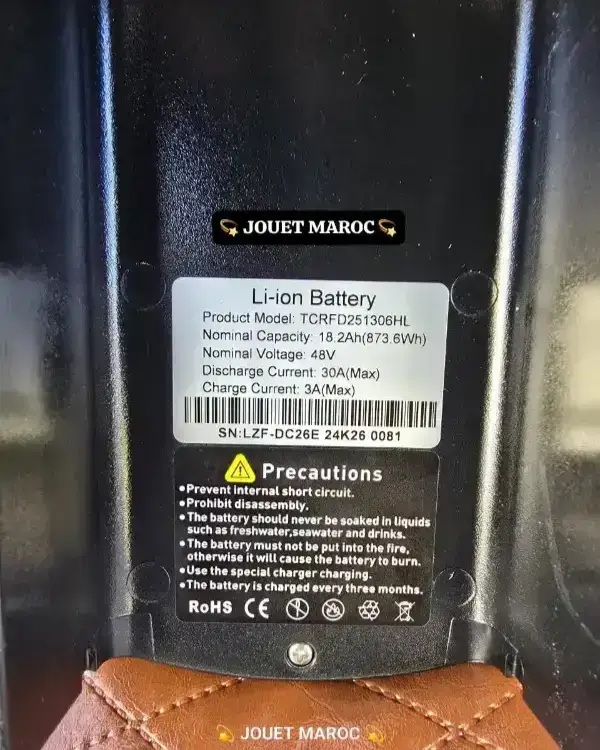 💫 JOUET MAROC 💫
Li-ion Battery
Product Model: TCRFD251306HL
Nominal Capacity: 18.2Ah(873.6Wh)
Nominal Voltage: 48V
Discharge Current: 30A(Max)
Charge Current: 3A(Max)
SN:LZF-DC26E 24K26 0081
Precautions
•Prevent internal short circuit.
•Prohibit disassembly.
•The battery should never be soaked in liquids
such as freshwater,seawater and drinks.
•The battery must not be put into the fire,
otherwise it will cause the battery to burn.
•Use the special charger charging.
•The battery is charged every three months.
RoHS CE
💫 JOUET MAROC 💫